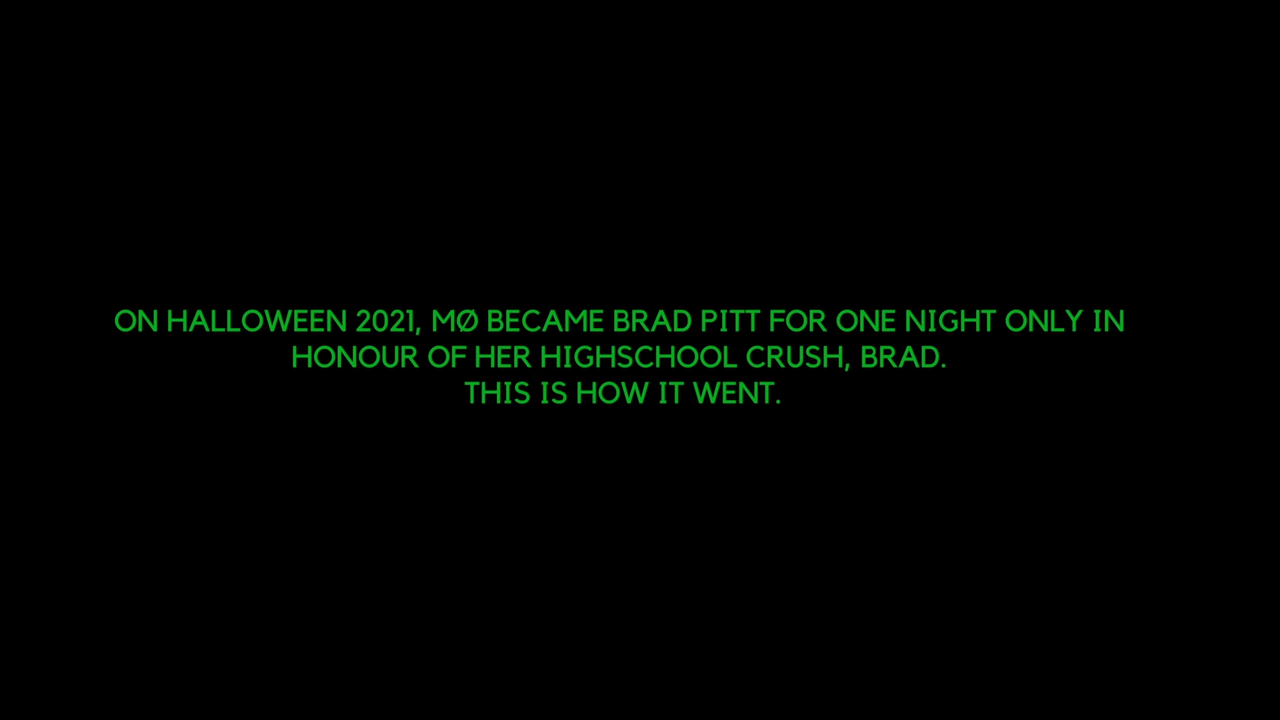 ON HALLOWEEN 2021, MØ BECAME BRAD PITT FOR ONE NIGHT ONLY IN
HONOUR OF HER HIGHSCHOOL CRUSH, BRAD.
THIS IS HOW IT WENT.